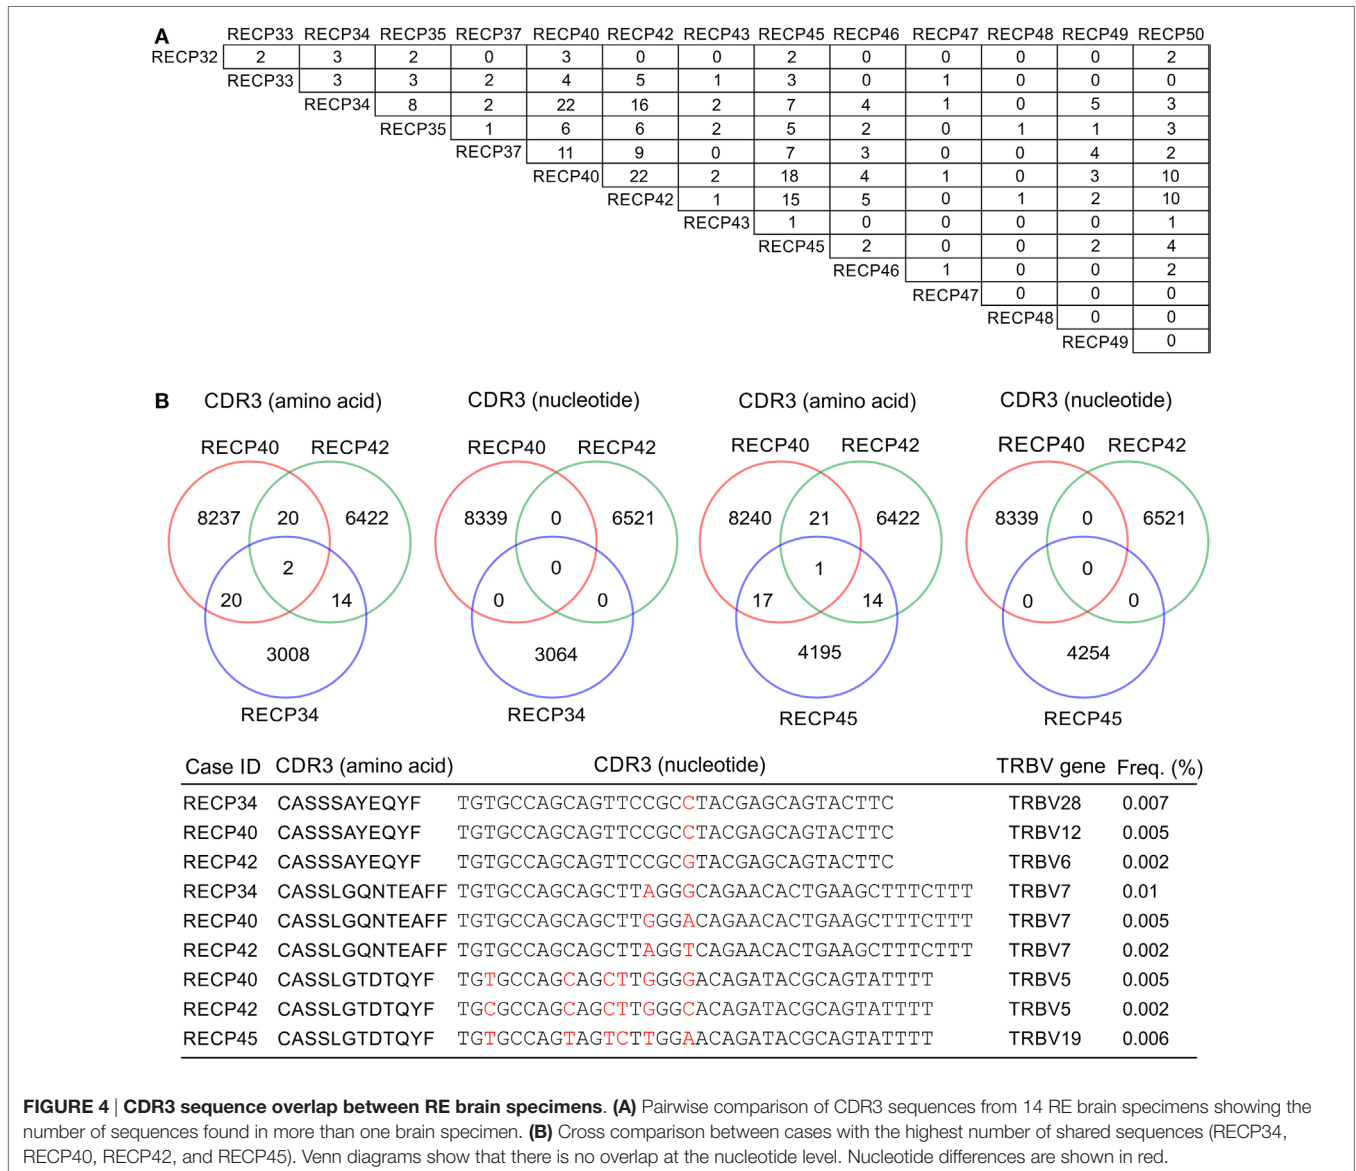 A
RECP33 RECP34 RECP35 RECP37 RECP40 RECP42 RECP43 RECP45 RECP46 RECP47 RECP48 RECP49 RECP50
RECP32 2 3 2 0 3 0 0 2 0 0 0 0 2
RECP33 3 3 2 4 5 1 3 0 1 0 0 0
RECP34 8 2 22 16 2 7 4 1 0 5 3
RECP35 1 6 6 2 5 2 0 1 1 3
RECP37 11 9 0 7 3 0 0 4 2
RECP40 22 2 18 4 1 0 3 10
RECP42 1 15 5 0 1 2 10
RECP43 1 0 0 0 0 1
RECP45 2 0 0 2 4
RECP46 1 0 0 2
RECP47 0 0 0
RECP48 0 0
RECP49 0
B
CDR3 (amino acid) CDR3 (nucleotide) CDR3 (amino acid) CDR3 (nucleotide)
RECP40 RECP42 RECP40 RECP42 RECP40 RECP42 RECP40 RECP42
8237 20 6422 8339 0 6521 8240 21 6422 8339 0 6521
2 0 1 0
20 14 0 0 17 14 0 0
3008 3064 4195 4254
RECP34 RECP34 RECP45 RECP45
Case ID CDR3 (amino acid) CDR3 (nucleotide) TRBV gene Freq. (%)
RECP34 CASSSAYEQYF TGTGCCAGCAGTTCCGCCTACGAGCAGTACTTC TRBV28 0.007
RECP40 CASSSAYEQYF TGTGCCAGCAGTTCCGCCTACGAGCAGTACTTC TRBV12 0.005
RECP42 CASSSAYEQYF TGTGCCAGCAGTTCCGCGTACGAGCAGTACTTC TRBV6 0.002
RECP34 CASSLGQNTEAFF TGTGCCAGCAGCTTAGGGCAGAACACTGAAGCTTTCTTT TRBV7 0.01
RECP40 CASSLGQNTEAFF TGTGCCAGCAGCTTGGGACAGAACACTGAAGCTTTCTTT TRBV7 0.005
RECP42 CASSLGQNTEAFF TGTGCCAGCAGCTTAGGTCAGAACACTGAAGCTTTCTTT TRBV7 0.002
RECP40 CASSLGTDTQYF TGTGCCAGCAGCTTGGGGACAGATACGCAGTATTTT TRBV5 0.005
RECP42 CASSLGTDTQYF TGCGCCAGCAGCTTGGGCACAGATACGCAGTATTTT TRBV5 0.002
RECP45 CASSLGTDTQYF TGTGCCAGTAGTCTTGGAACAGATACGCAGTATTTT TRBV19 0.006
FIGURE 4 | CDR3 sequence overlap between RE brain specimens. (A) Pairwise comparison of CDR3 sequences from 14 RE brain specimens showing the
number of sequences found in more than one brain specimen. (B) Cross comparison between cases with the highest number of shared sequences (RECP34,
RECP40, RECP42, and RECP45). Venn diagrams show that there is no overlap at the nucleotide level. Nucleotide differences are shown in red.